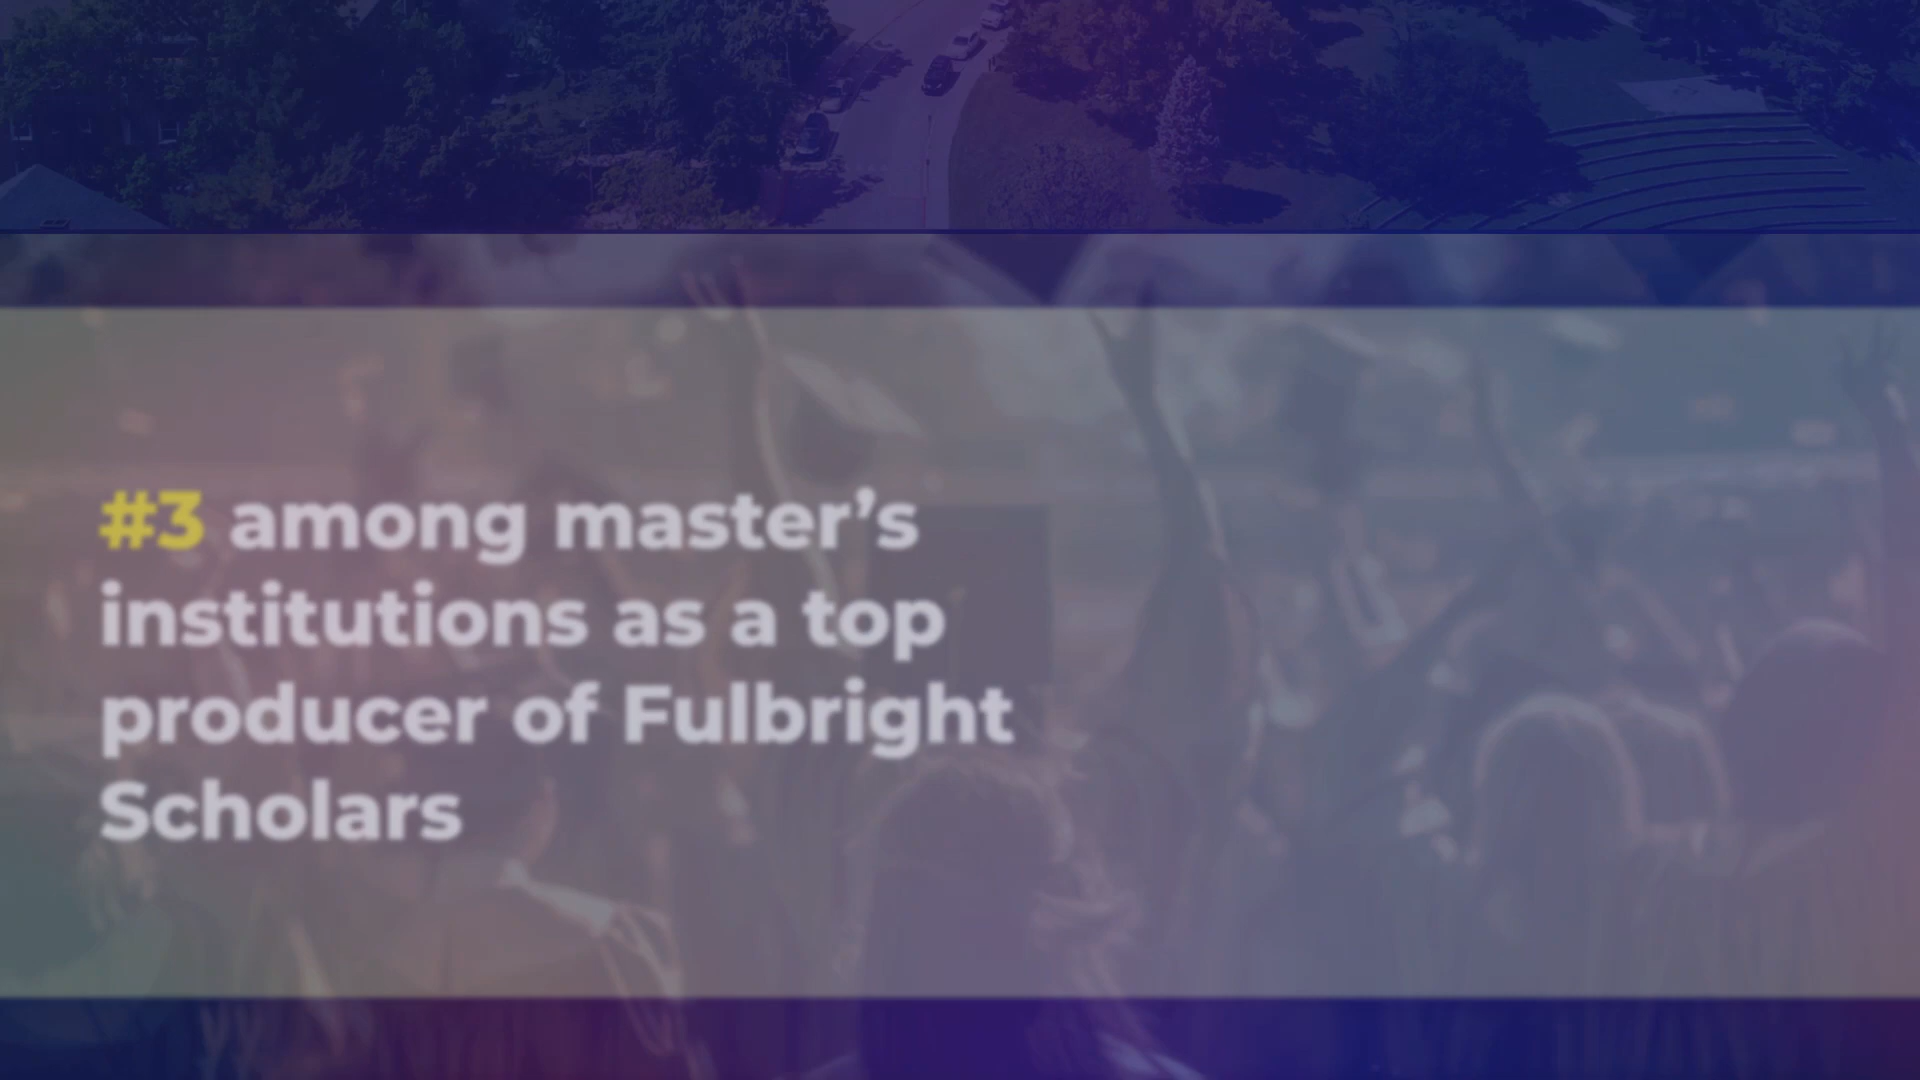 #3 among master’s
institutions as a top
producer of Fulbright
Scholars